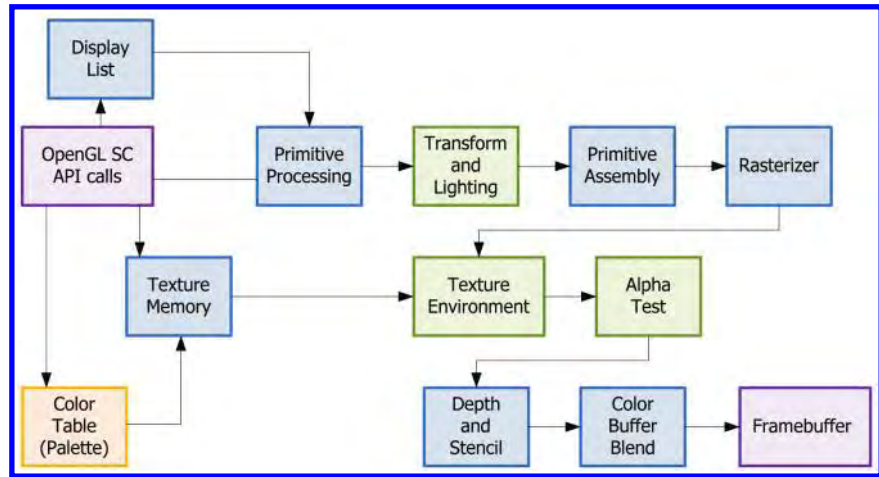 Display
List
OpenGL SC
API calls
Primitive
Processing
Transform
and
Lighting
Primitive
Assembly
Rasterizer
Texture
Memory
Texture
Environment
Alpha
Test
Color
Table
(Palette)
Depth
and
Stencil
Color
Buffer
Blend
Framebuffer